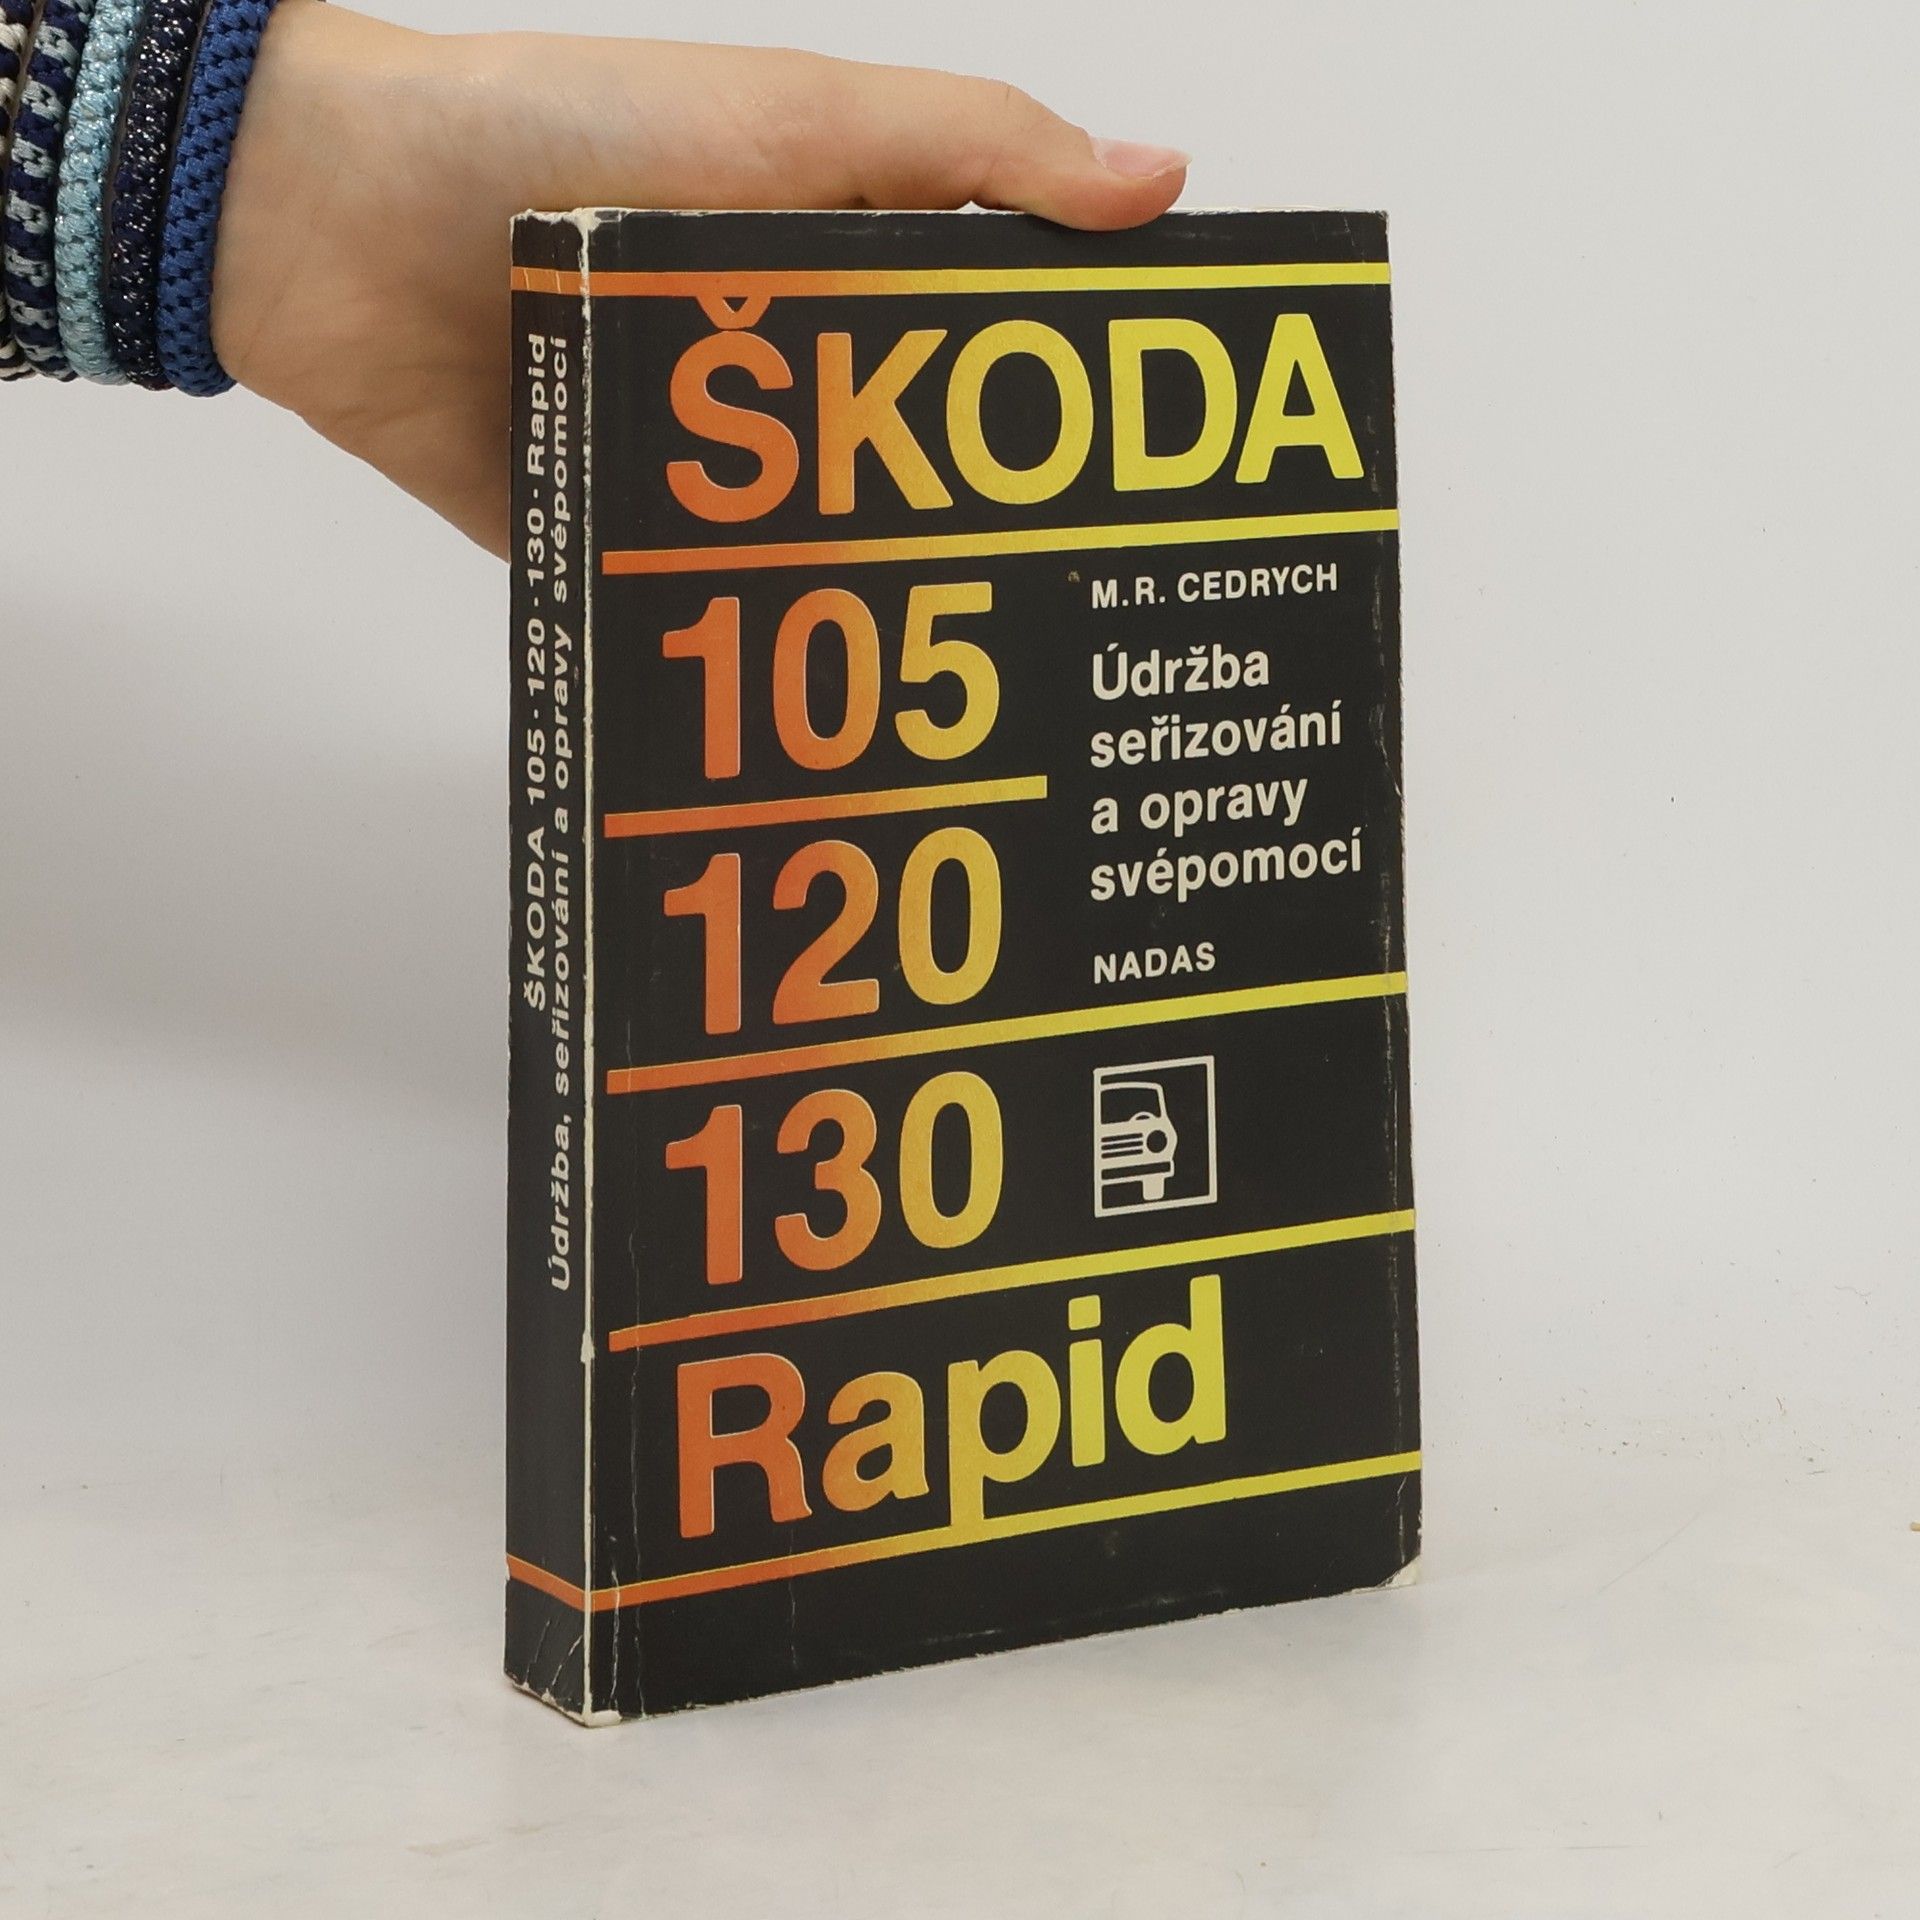 ŠKODA 105 · 120 · 130 · Rapid
Údržba, seřizování a opravy svépomocí
ŠKODA
105
M.R. CEDRYCH
Údržba
seřizování
a opravy
svépomocí
120
NADAS
130
Rapid